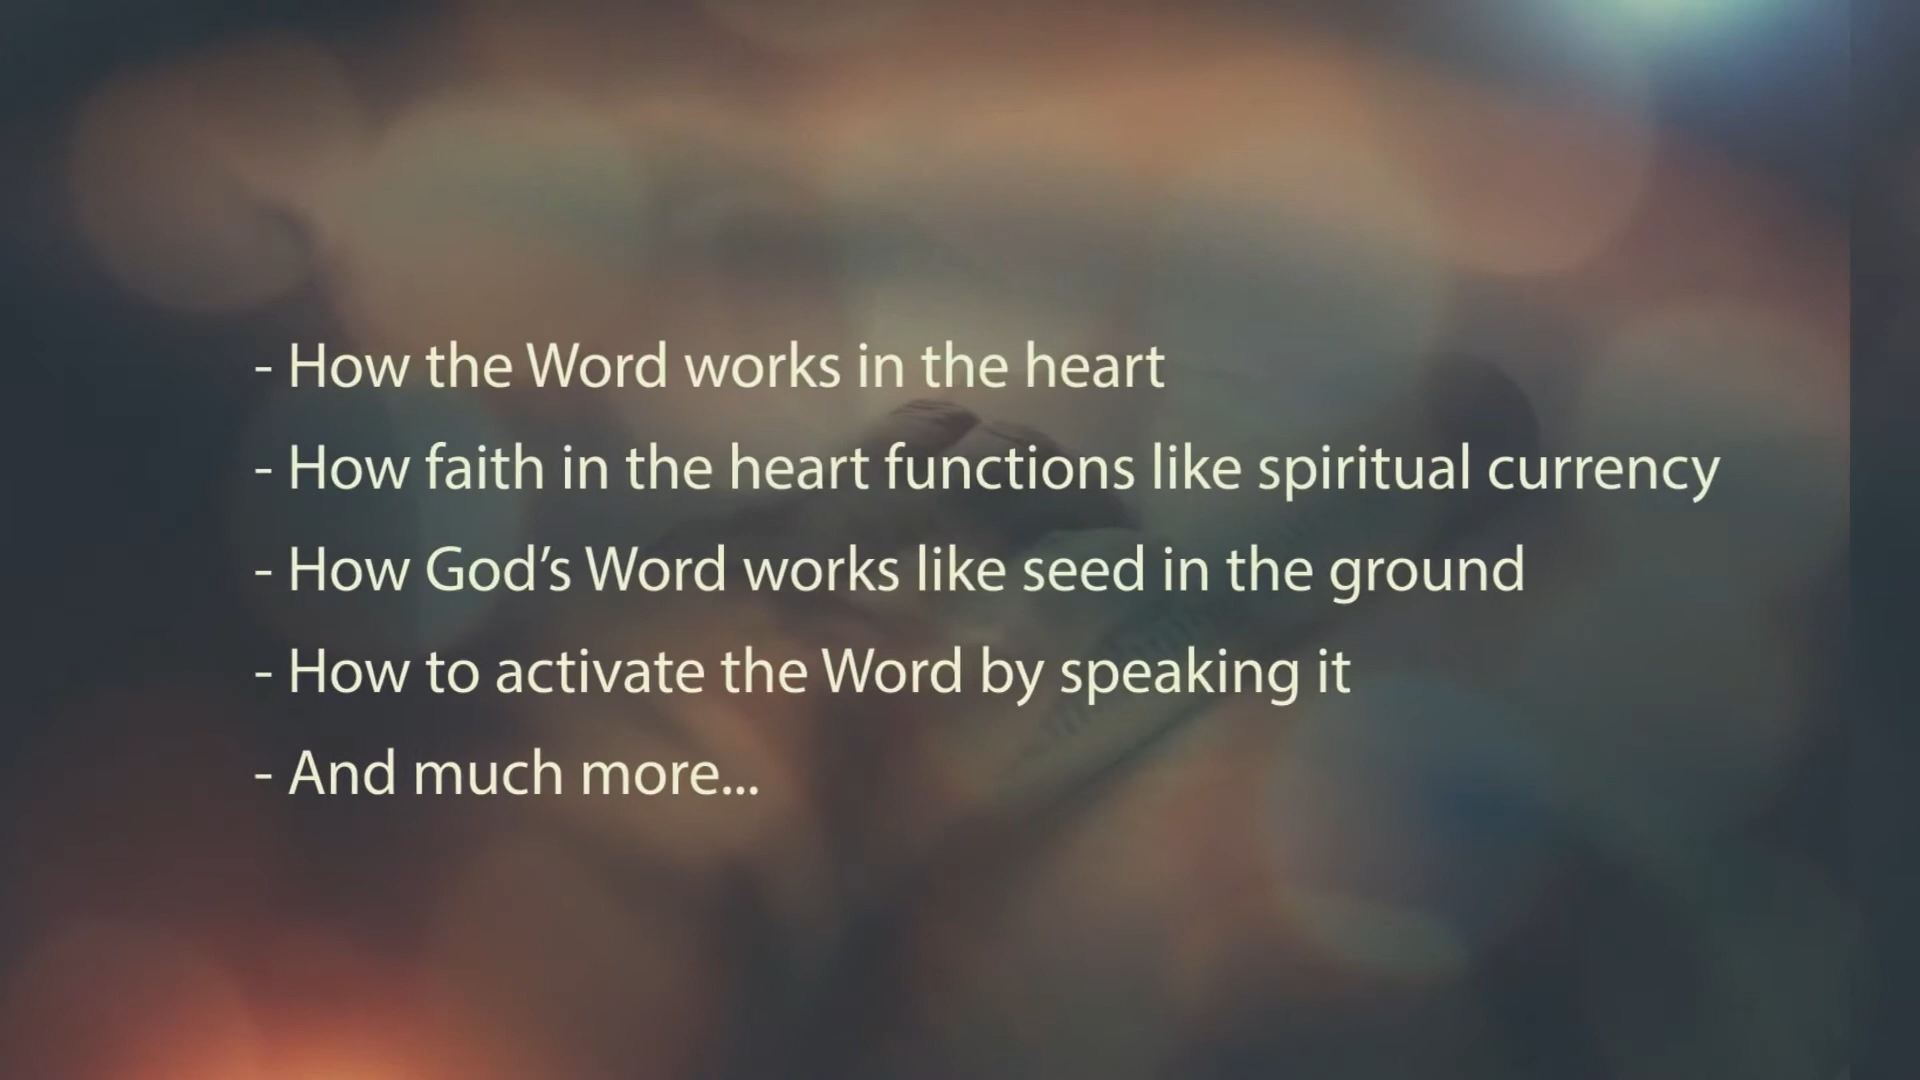 - How the Word works in the heart
- How faith in the heart functions like spiritual currency
- How God’s Word works like seed in the ground
- How to activate the Word by speaking it
- And much more...